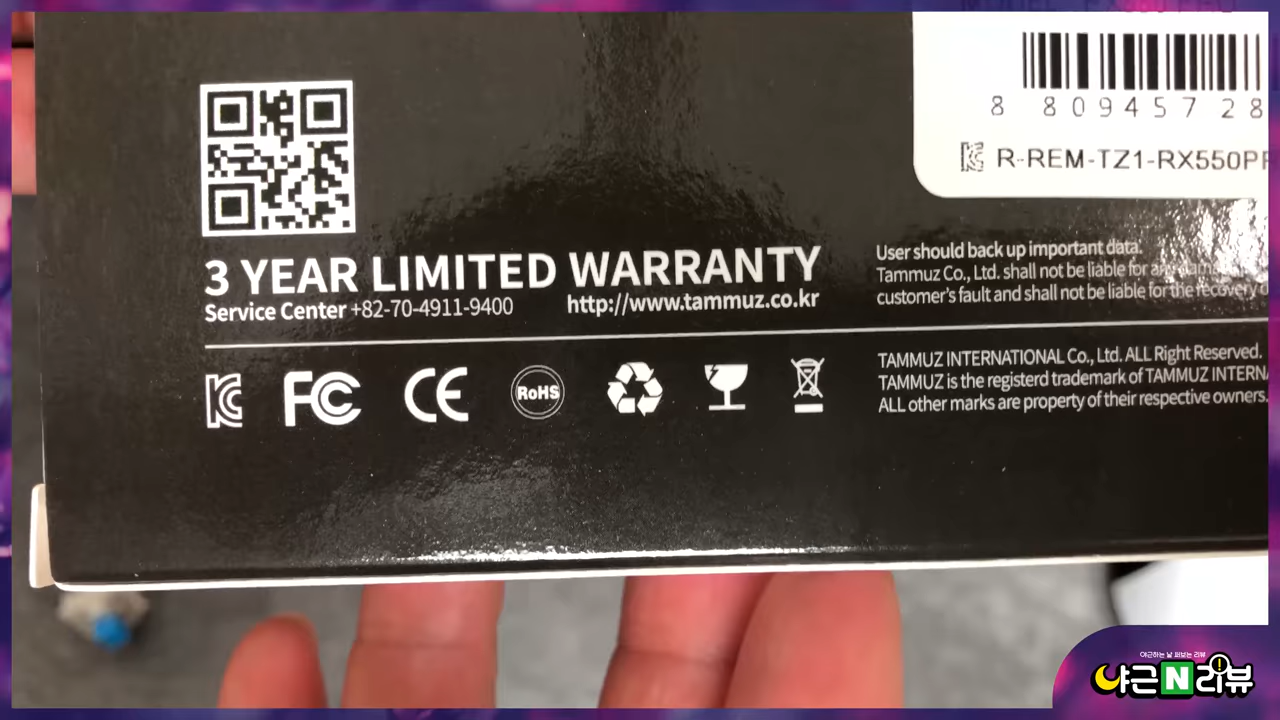 8 809457 28
R-REM-TZ1-RX550P
3 YEAR LIMITED WARRANTY
Service Center +82-70-4911-9400 http://www.tammuz.co.kr
User should back up important data.
Tammuz Co., Ltd. shall not be liable for any
customer's fault and shall not be liable for the recovery
FC CE RoHS
TAMMUZ INTERNATIONAL Co., Ltd. ALL Right Reserved.
TAMMUZ is the registerd trademark of TAMMUZ INTERNA
ALL other marks are property of their respective owners.
야근하는 날 써보는 리뷰
야근N리뷰